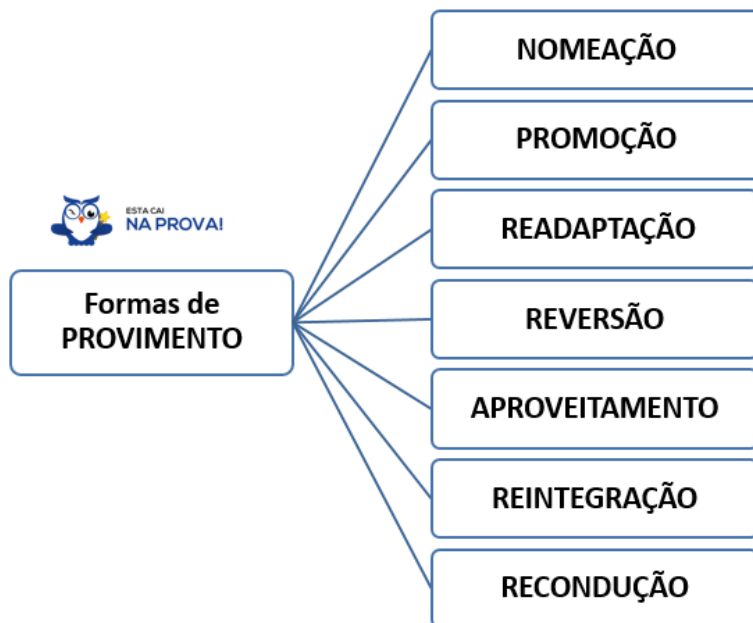 NOMEAÇÃO
PROMOÇÃO
ESTA CAI
NA PROVA!
READAPTAÇÃO
Formas de
PROVIMENTO
REVERSÃO
APROVEITAMENTO
REINTEGRAÇÃO
RECONDUÇÃO